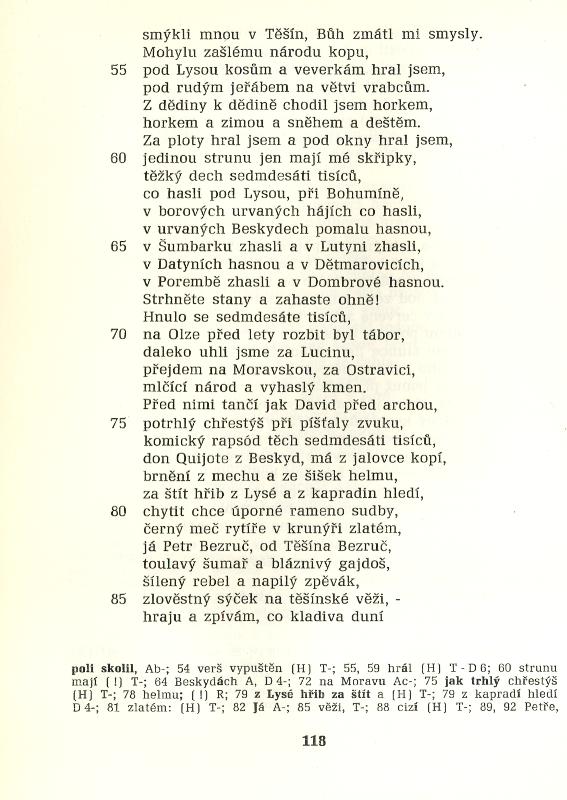 smýkli mnou v Těšín, Bůh zmátl mi smysly.
Mohylu zašlému národu kopu,
55 pod Lysou kosům a veverkám hral jsem,
pod rudým jeřábem na větvi vrabcům.
Z dědiny k dědině chodil jsem horkem,
horkem a zimou a sněhem a deštěm.
Za ploty hral jsem a pod okny hral jsem,
60 jedinou strunu jen mají mé skřipky,
těžký dech sedmdesáti tisíců,
co hasli pod Lysou, při Bohumíně,
v borových urvaných hájích co hasli,
v urvaných Beskydech pomalu hasnou,
65 v Šumbarku zhasli a v Lutyni zhasli,
v Datyních hasnou a v Dětmarovicích,
v Porembě zhasli a v Dombrové hasnou.
Strhněte stany a zahaste ohně!
Hnulo se sedmdesáte tisíců,
70 na Olze před lety rozbit byl tábor,
daleko uhli jsme za Lucinu,
přejdem na Moravskou, za Ostravici,
mlčící národ a vyhaslý kmen.
Před nimi tančí jak David před archou,
75 potrhlý chřestýš při píšťaly zvuku,
komický rapsód těch sedmdesáti tisíců,
don Quijote z Beskyd, má z jalovce kopí,
brnění z mechu a ze šišek helmu,
za štít hřib z Lysé a z kapradin hledí,
80 chytit chce úporné rameno sudby,
černý meč rytíře v krunýři zlatém,
já Petr Bezruč, od Těšína Bezruč,
toulavý šumař a bláznivý gajdoš,
šílený rebel a napilý zpěvák,
85 zlověstný sýček na těšínské věži, -
hraju a zpívám, co kladiva duní
poli skolil, Ab-; 54 verš vypuštěn (H) T-; 55, 59 hrál (H) T - D 6; 60 strunu
mají (!) T-; 64 Beskydách A, D 4-; 72 na Moravu Ac-; 75 jak trhlý chřestýš
(H) T-; 78 helmu; (!) R; 79 z Lysé hřib za štít a (H) T-; 79 z kapradí hledí
D 4-; 81 zlatém: (H) T-; 82 Já A-; 85 věži, T-; 88 cizí (H) T-; 89, 92 Petře,
118